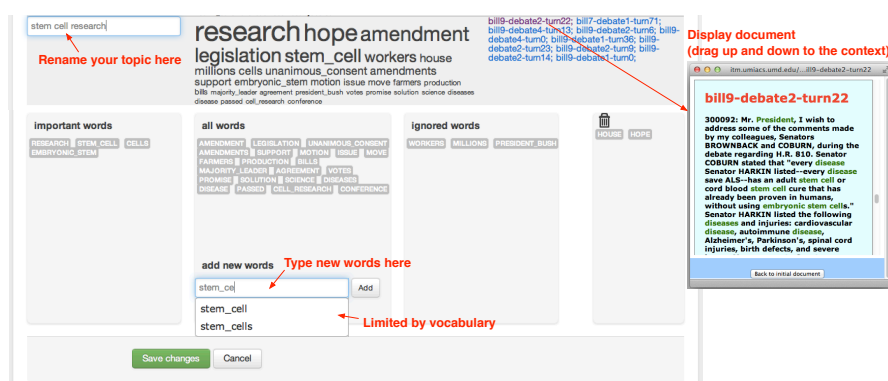 stem cell research
Rename your topic here
research hope amendment
legislation stem_cell workers house
millions cells unanimous_consent amendments
support embryonic_stem motion issue move farmers production
bills majority_leader agreement president_bush votes promise solution science diseases
disease passed cell_research conference
bill9-debate2-turn22; bill7-debate1-turn71;
bill9-debate4-turn13; bill9-debate2-turn6; bill9-
debate4-turn0; bill9-debate1-turn36; bill9-
debate2-turn23; bill9-debate2-turn9; bill9-
debate2-turn14; bill9-debate1-turn0;
Display document
(drag up and down to the context)
itm.umiacs.umd.edu/...ill9-debate2-turn22
bill9-debate2-turn22
300092: Mr. President, I wish to
address some of the comments made
by my colleagues, Senators
BROWNBACK and COBURN, during the
debate regarding H.R. 810. Senator
COBURN stated that "every disease
Senator HARKIN listed--every disease
save ALS--has an adult stem cell or
cord blood stem cell cure that has
already been proven in humans,
without using embryonic stem cells."
Senator HARKIN listed the following
diseases and injuries: cardiovascular
disease, autoimmune disease,
Alzheimer's, Parkinson's, spinal cord
injuries, birth defects, and severe
Back to initial document
important words
RESEARCH STEM_CELL CELLS
EMBRYONIC_STEM
all words
AMENDMENT LEGISLATION UNANIMOUS_CONSENT
AMENDMENTS SUPPORT MOTION ISSUE MOVE
FARMERS PRODUCTION BILLS
MAJORITY_LEADER AGREEMENT VOTES
PROMISE SOLUTION SCIENCE DISEASES
DISEASE PASSED CELL_RESEARCH CONFERENCE
ignored words
WORKERS MILLIONS PRESIDENT_BUSH
HOUSE HOPE
add new words
Type new words here
stem_ce
Add
stem_cell
stem_cells
Limited by vocabulary
Save changes
Cancel